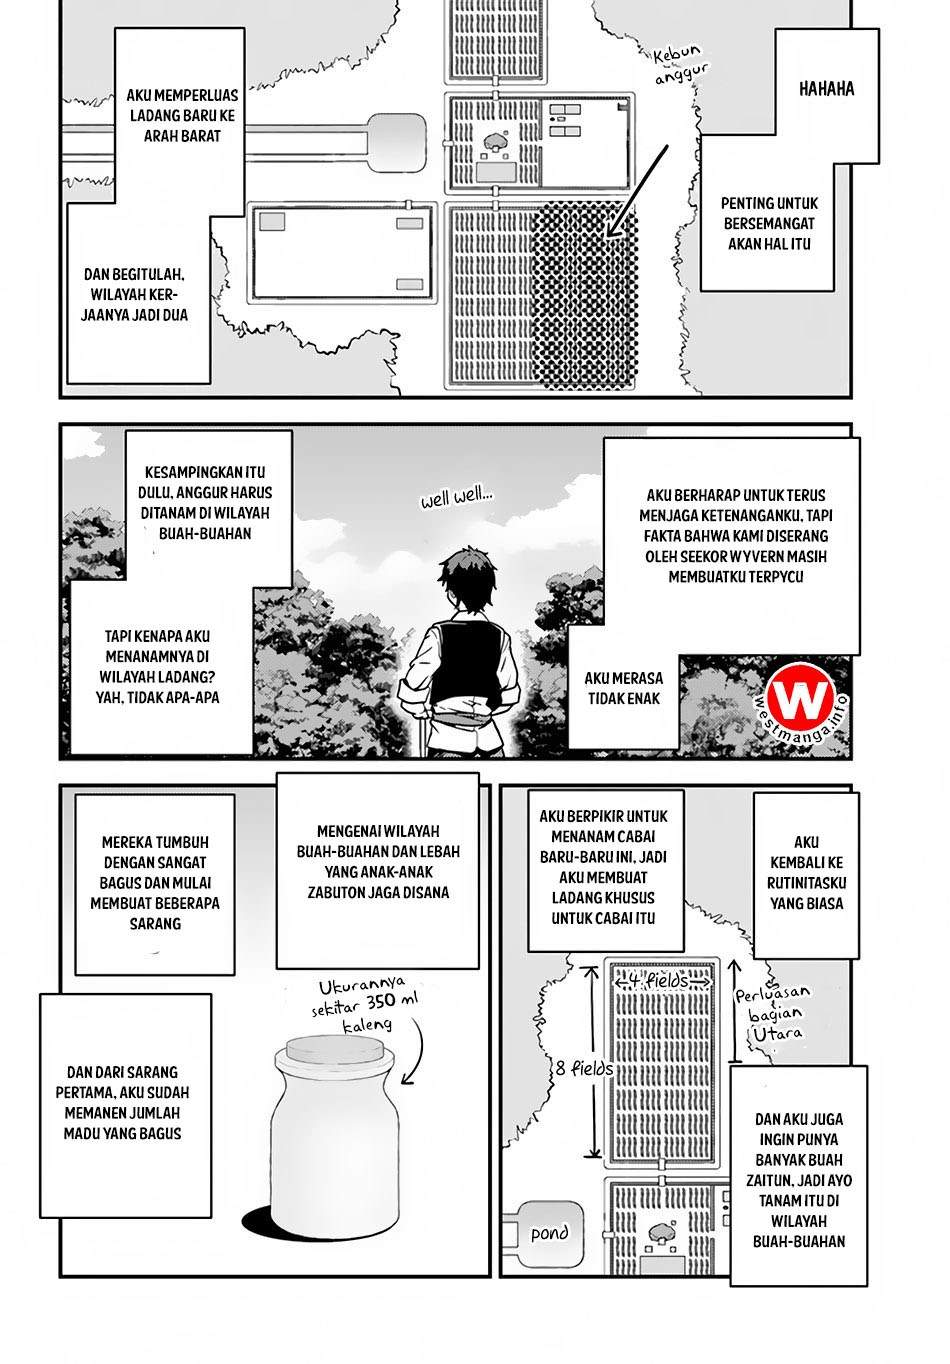 HAHAHA
PENTING UNTUK
BERSEMANGAT
AKAN HAL ITU
Kebun
anggur
AKU MEMPERLUAS
LADANG BARU KE
ARAH BARAT
DAN BEGITULAH,
WILAYAH KER-
JAANYA JADI DUA
AKU BERHARAP UNTUK TERUS
MENJAGA KETENANGANKU, TAPI
FAKTA BAHWA KAMI DISERANG
OLEH SEEKOR WYVERN MASIH
MEMBUATKU TERPYCU
AKU MERASA
TIDAK ENAK
well well...
KESAMPINGKAN ITU
DULU, ANGGUR HARUS
DITANAM DI WILAYAH
BUAH-BUAHAN
TAPI KENAPA AKU
MENANAMNYA DI
WILAYAH LADANG?
YAH, TIDAK APA-APA
W
westmanga.info
AKU
KEMBALI KE
RUTINITASKU
YANG BIASA
AKU BERPIKIR UNTUK
MENANAM CABAI
BARU-BARU INI, JADI
AKU MEMBUAT
LADANG KHUSUS
UNTUK CABAI ITU
4 fields
8 fields
Perluasan
bagian
Utara
pond
DAN AKU JUGA
INGIN PUNYA
BANYAK BUAH
ZAITUN, JADI AYO
TANAM ITU DI
WILAYAH
BUAH-BUAHAN
MENGENAI WILAYAH
BUAH-BUAHAN DAN LEBAH
YANG ANAK-ANAK
ZABUTON JAGA DISANA
MEREKA TUMBUH
DENGAN SANGAT
BAGUS DAN MULAI
MEMBUAT BEBERAPA
SARANG
Ukurannya
sekitar 350 ml
kaleng
DAN DARI SARANG
PERTAMA, AKU SUDAH
MEMANEN JUMLAH
MADU YANG BAGUS